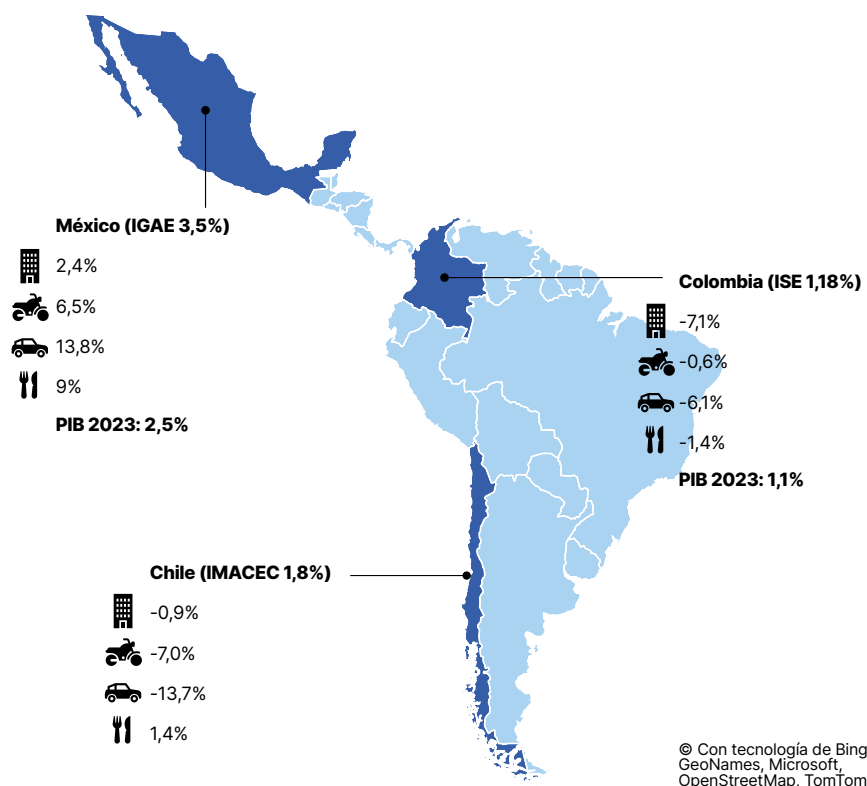 México (IGAE 3,5%)
2,4%
6,5%
13,8%
9%
PIB 2023: 2,5%
Colombia (ISE 1,18%)
-7,1%
-0,6%
-6,1%
-1,4%
PIB 2023: 1,1%
Chile (IMACEC 1,8%)
-0,9%
-7,0%
-13,7%
1,4%
© Con tecnología de Bing
GeoNames, Microsoft,
OpenStreetMap, TomTom